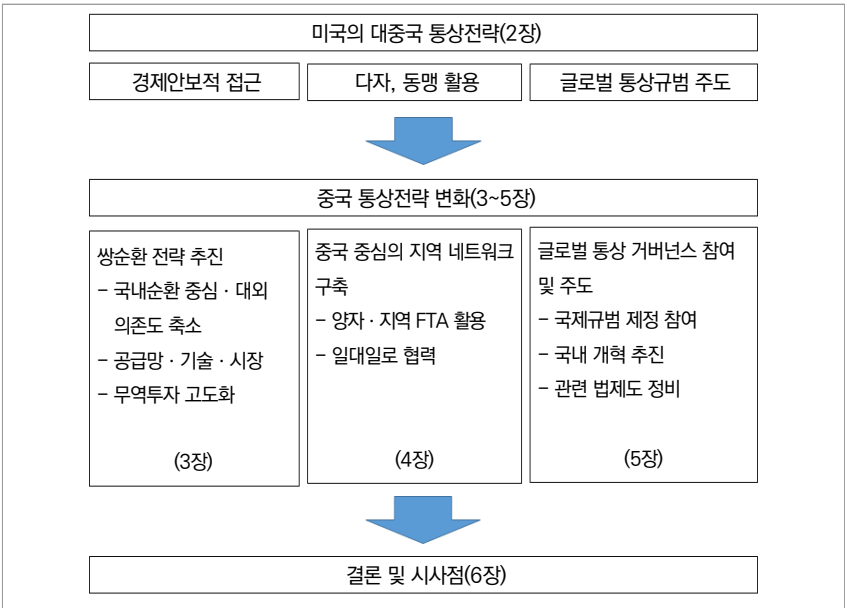 미국의 대중국 통상전략(2장)
경제안보적 접근
다자, 동맹 활용
글로벌 통상규범 주도
중국 통상전략 변화(3~5장)
쌍순환 전략 추진
- 국내순환 중심 · 대외
의존도 축소
- 공급망 · 기술 · 시장
- 무역투자 고도화
(3장)
중국 중심의 지역 네트워크
구축
- 양자 · 지역 FTA 활용
- 일대일로 협력
(4장)
글로벌 통상 거버넌스 참여
및 주도
- 국제규범 제정 참여
- 국내 개혁 추진
- 관련 법제도 정비
(5장)
결론 및 시사점(6장)